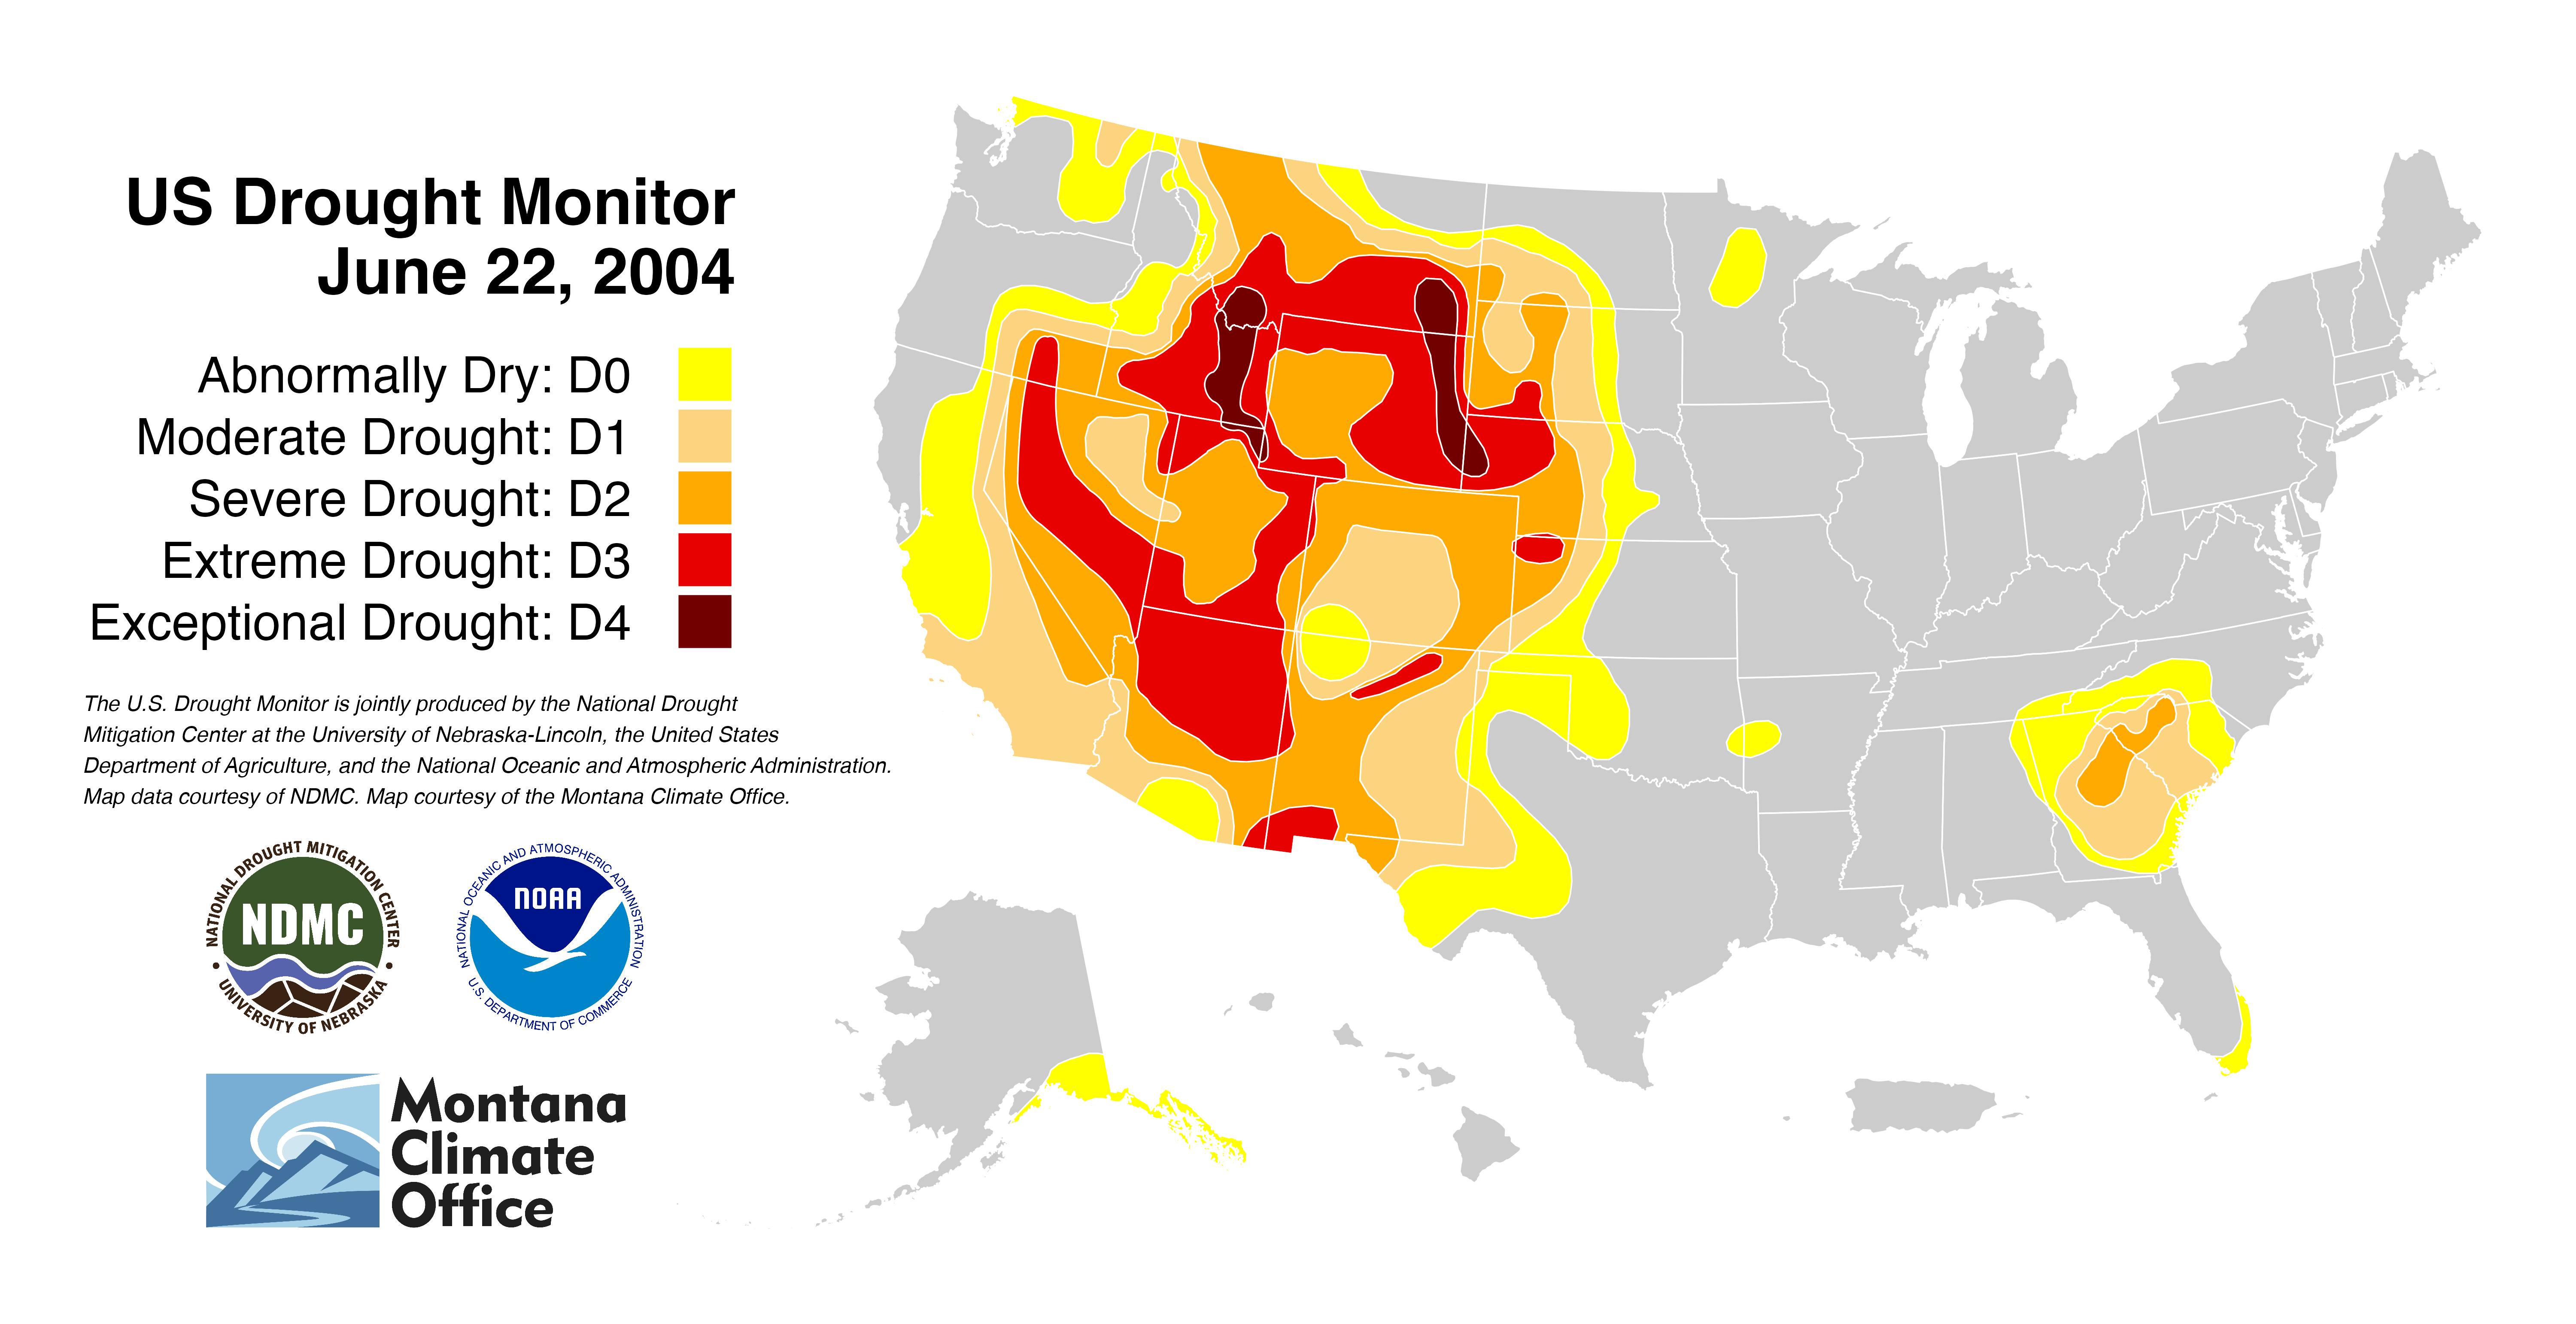 US Drought Monitor
June 22, 2004
Abnormally Dry: D0
Moderate Drought: D1
Severe Drought: D2
Extreme Drought: D3
Exceptional Drought: D4
The U.S. Drought Monitor is jointly produced by the National Drought
Mitigation Center at the University of Nebraska-Lincoln, the United States
Department of Agriculture, and the National Oceanic and Atmospheric Administration.
Map data courtesy of NDMC. Map courtesy of the Montana Climate Office.
NATIONAL DROUGHT MITIGATION CENTER
NDMC
• UNIVERSITY OF NEBRASKA •
NATIONAL OCEANIC AND ATMOSPHERIC ADMINISTRATION
NOAA
U.S. DEPARTMENT OF COMMERCE
Montana
Climate
Office